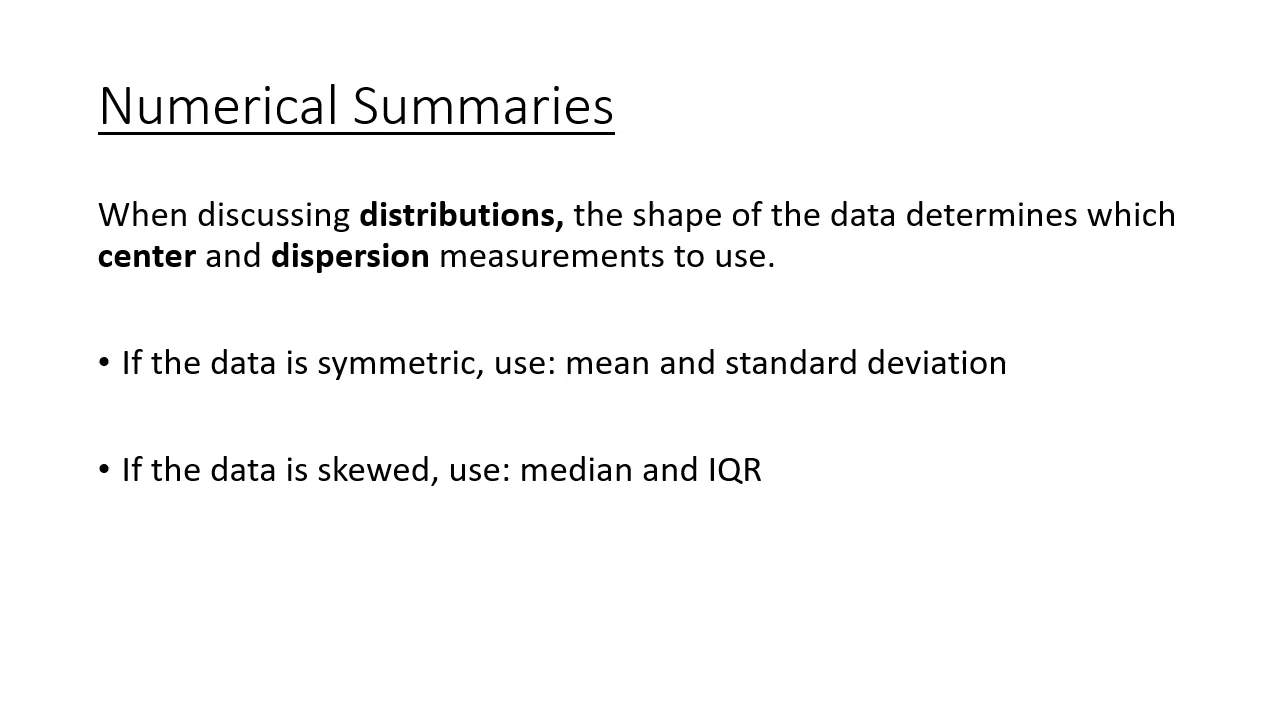 Numerical Summaries
When discussing distributions, the shape of the data determines which
center and dispersion measurements to use.
• If the data is symmetric, use: mean and standard deviation
• If the data is skewed, use: median and IQR